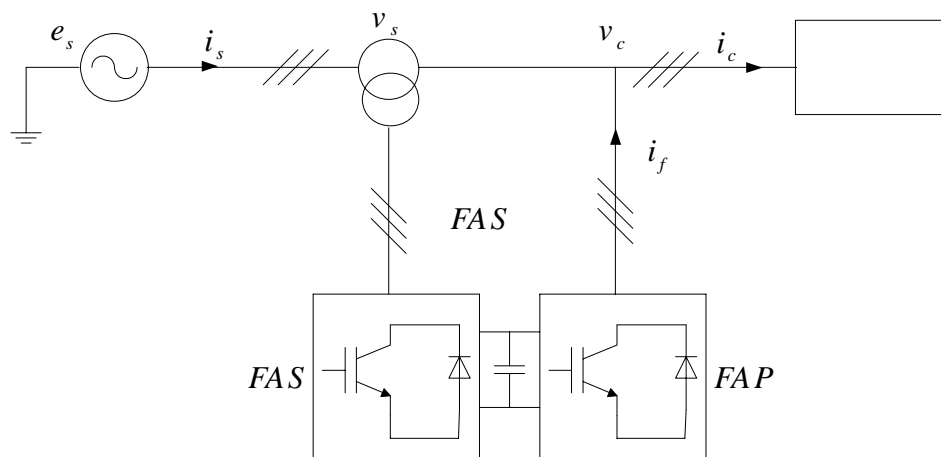 e_s
i_s
v_s
v_c
i_c
i_f
FAS
FAS
FAP